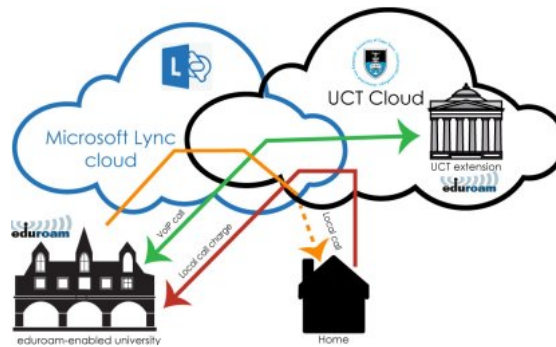 L
UCT Cloud
Microsoft Lync
cloud
UCT extension
eduroam
eduroam
VoIP call
Local call charge
Local call
eduroam-enabled university
Home